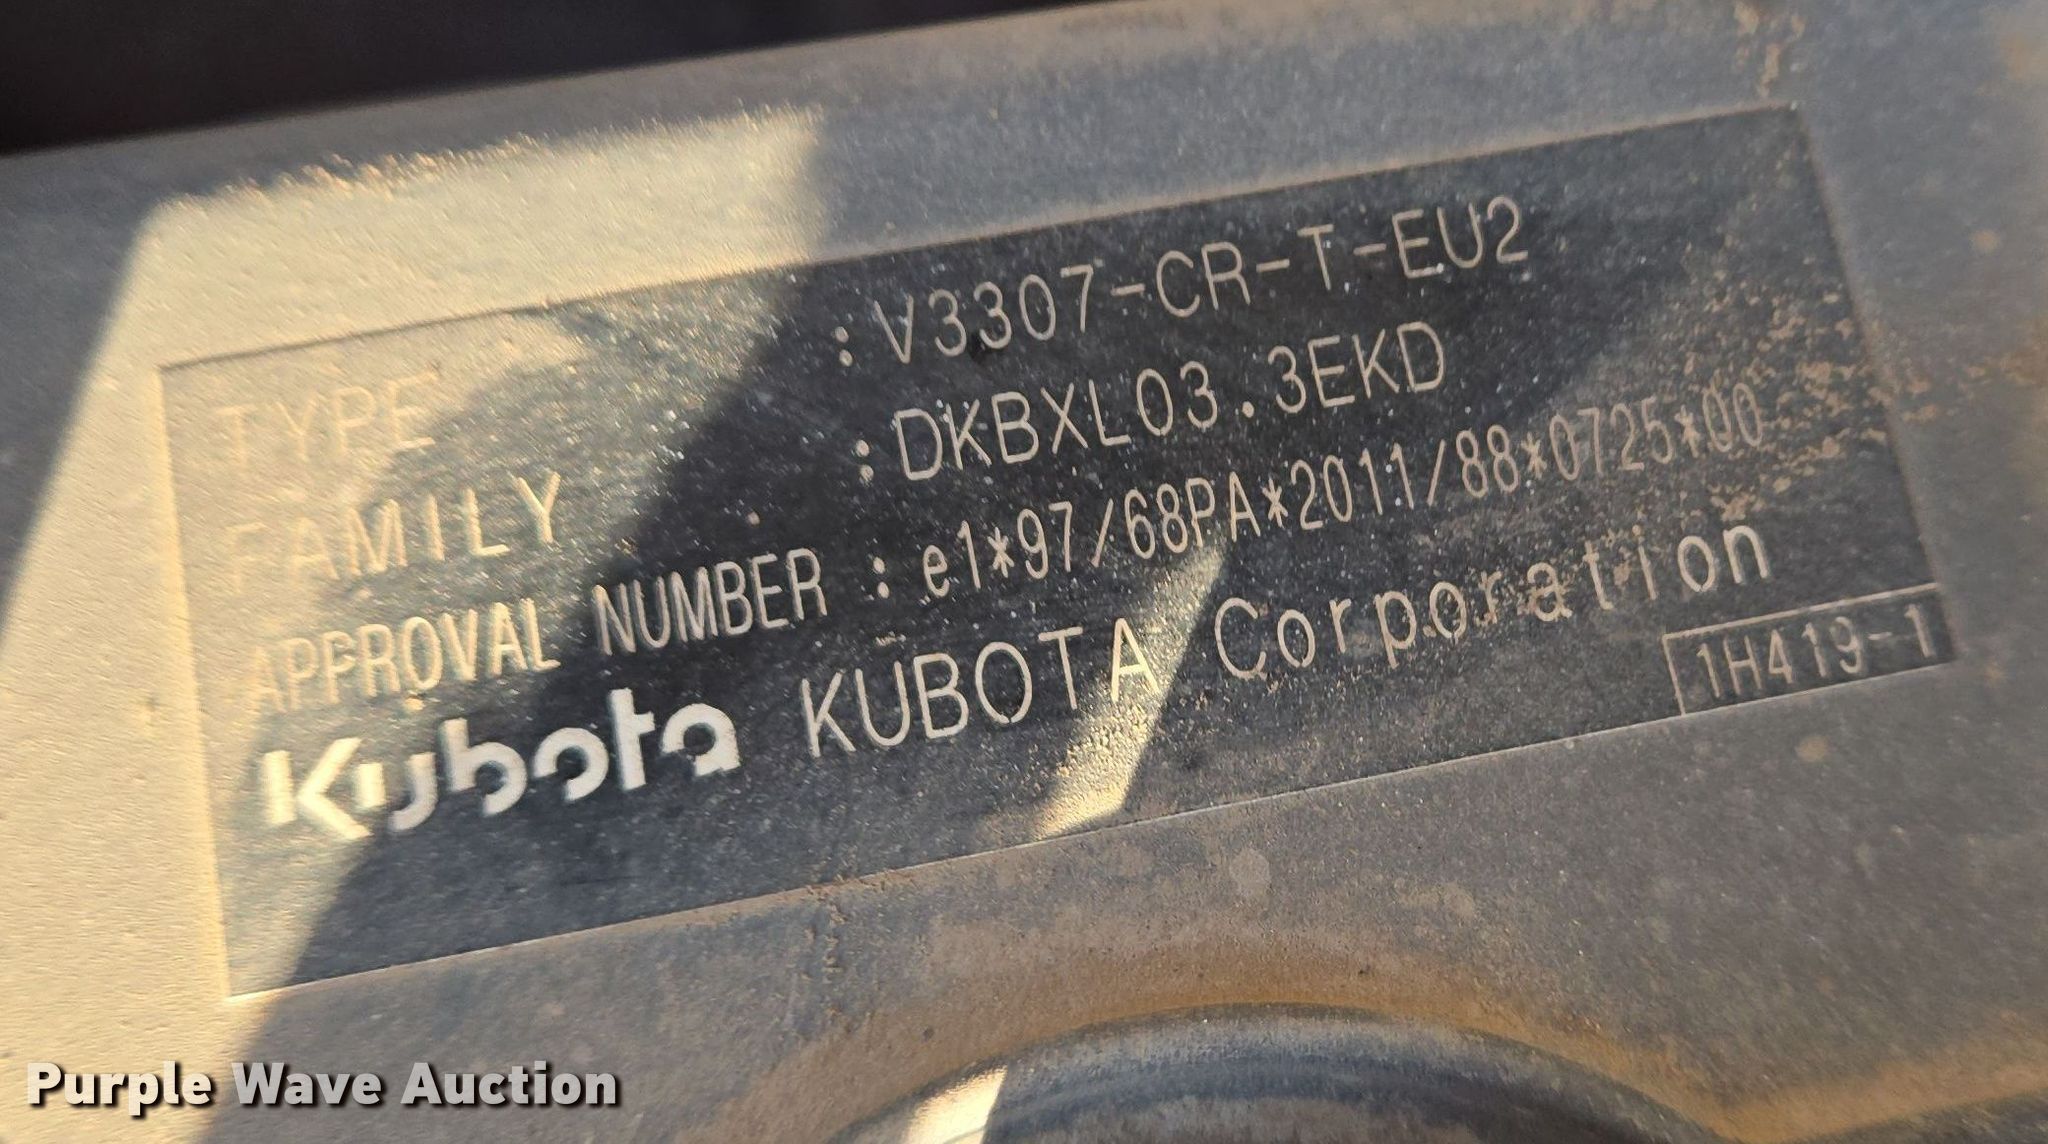 TYPE : V3307-CR-T-EU2
FAMILY : DKBXL03.3EKD
APPROVAL NUMBER : e1*97/68PA*2011/88*0725*00
Kubota KUBOTA Corporation
1H419-1
Purple Wave Auction